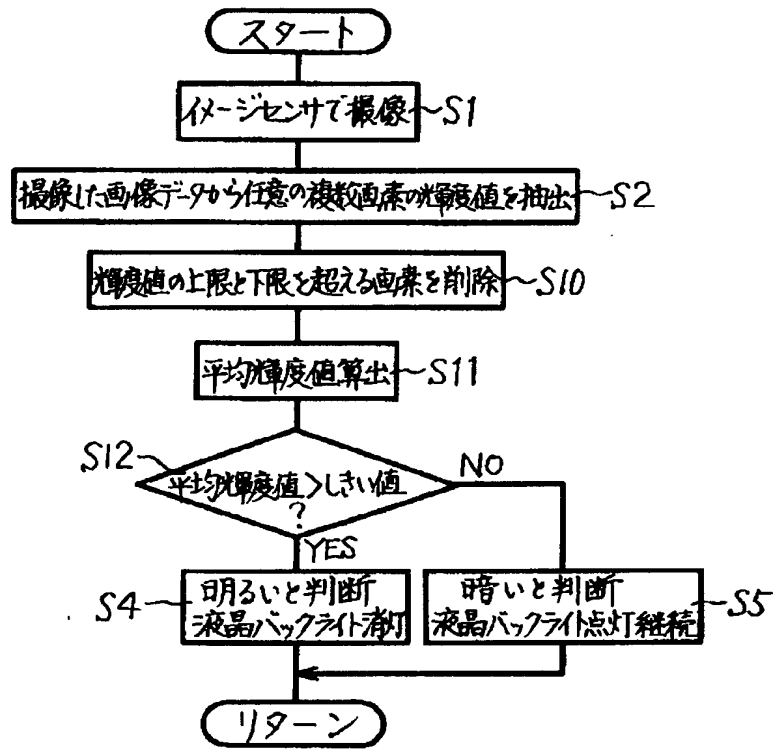 スタート
イメージセンサで撮像
S1
撮像した画像データから任意の複数画素の輝度値を抽出
S2
輝度値の上限と下限を超える画素を削除
S10
平均輝度値算出
S11
S12
平均輝度値>しきい値
?
NO
YES
S4
明るいと判断
液晶バックライト消灯
暗いと判断
液晶バックライト点灯継続
S5
リターン